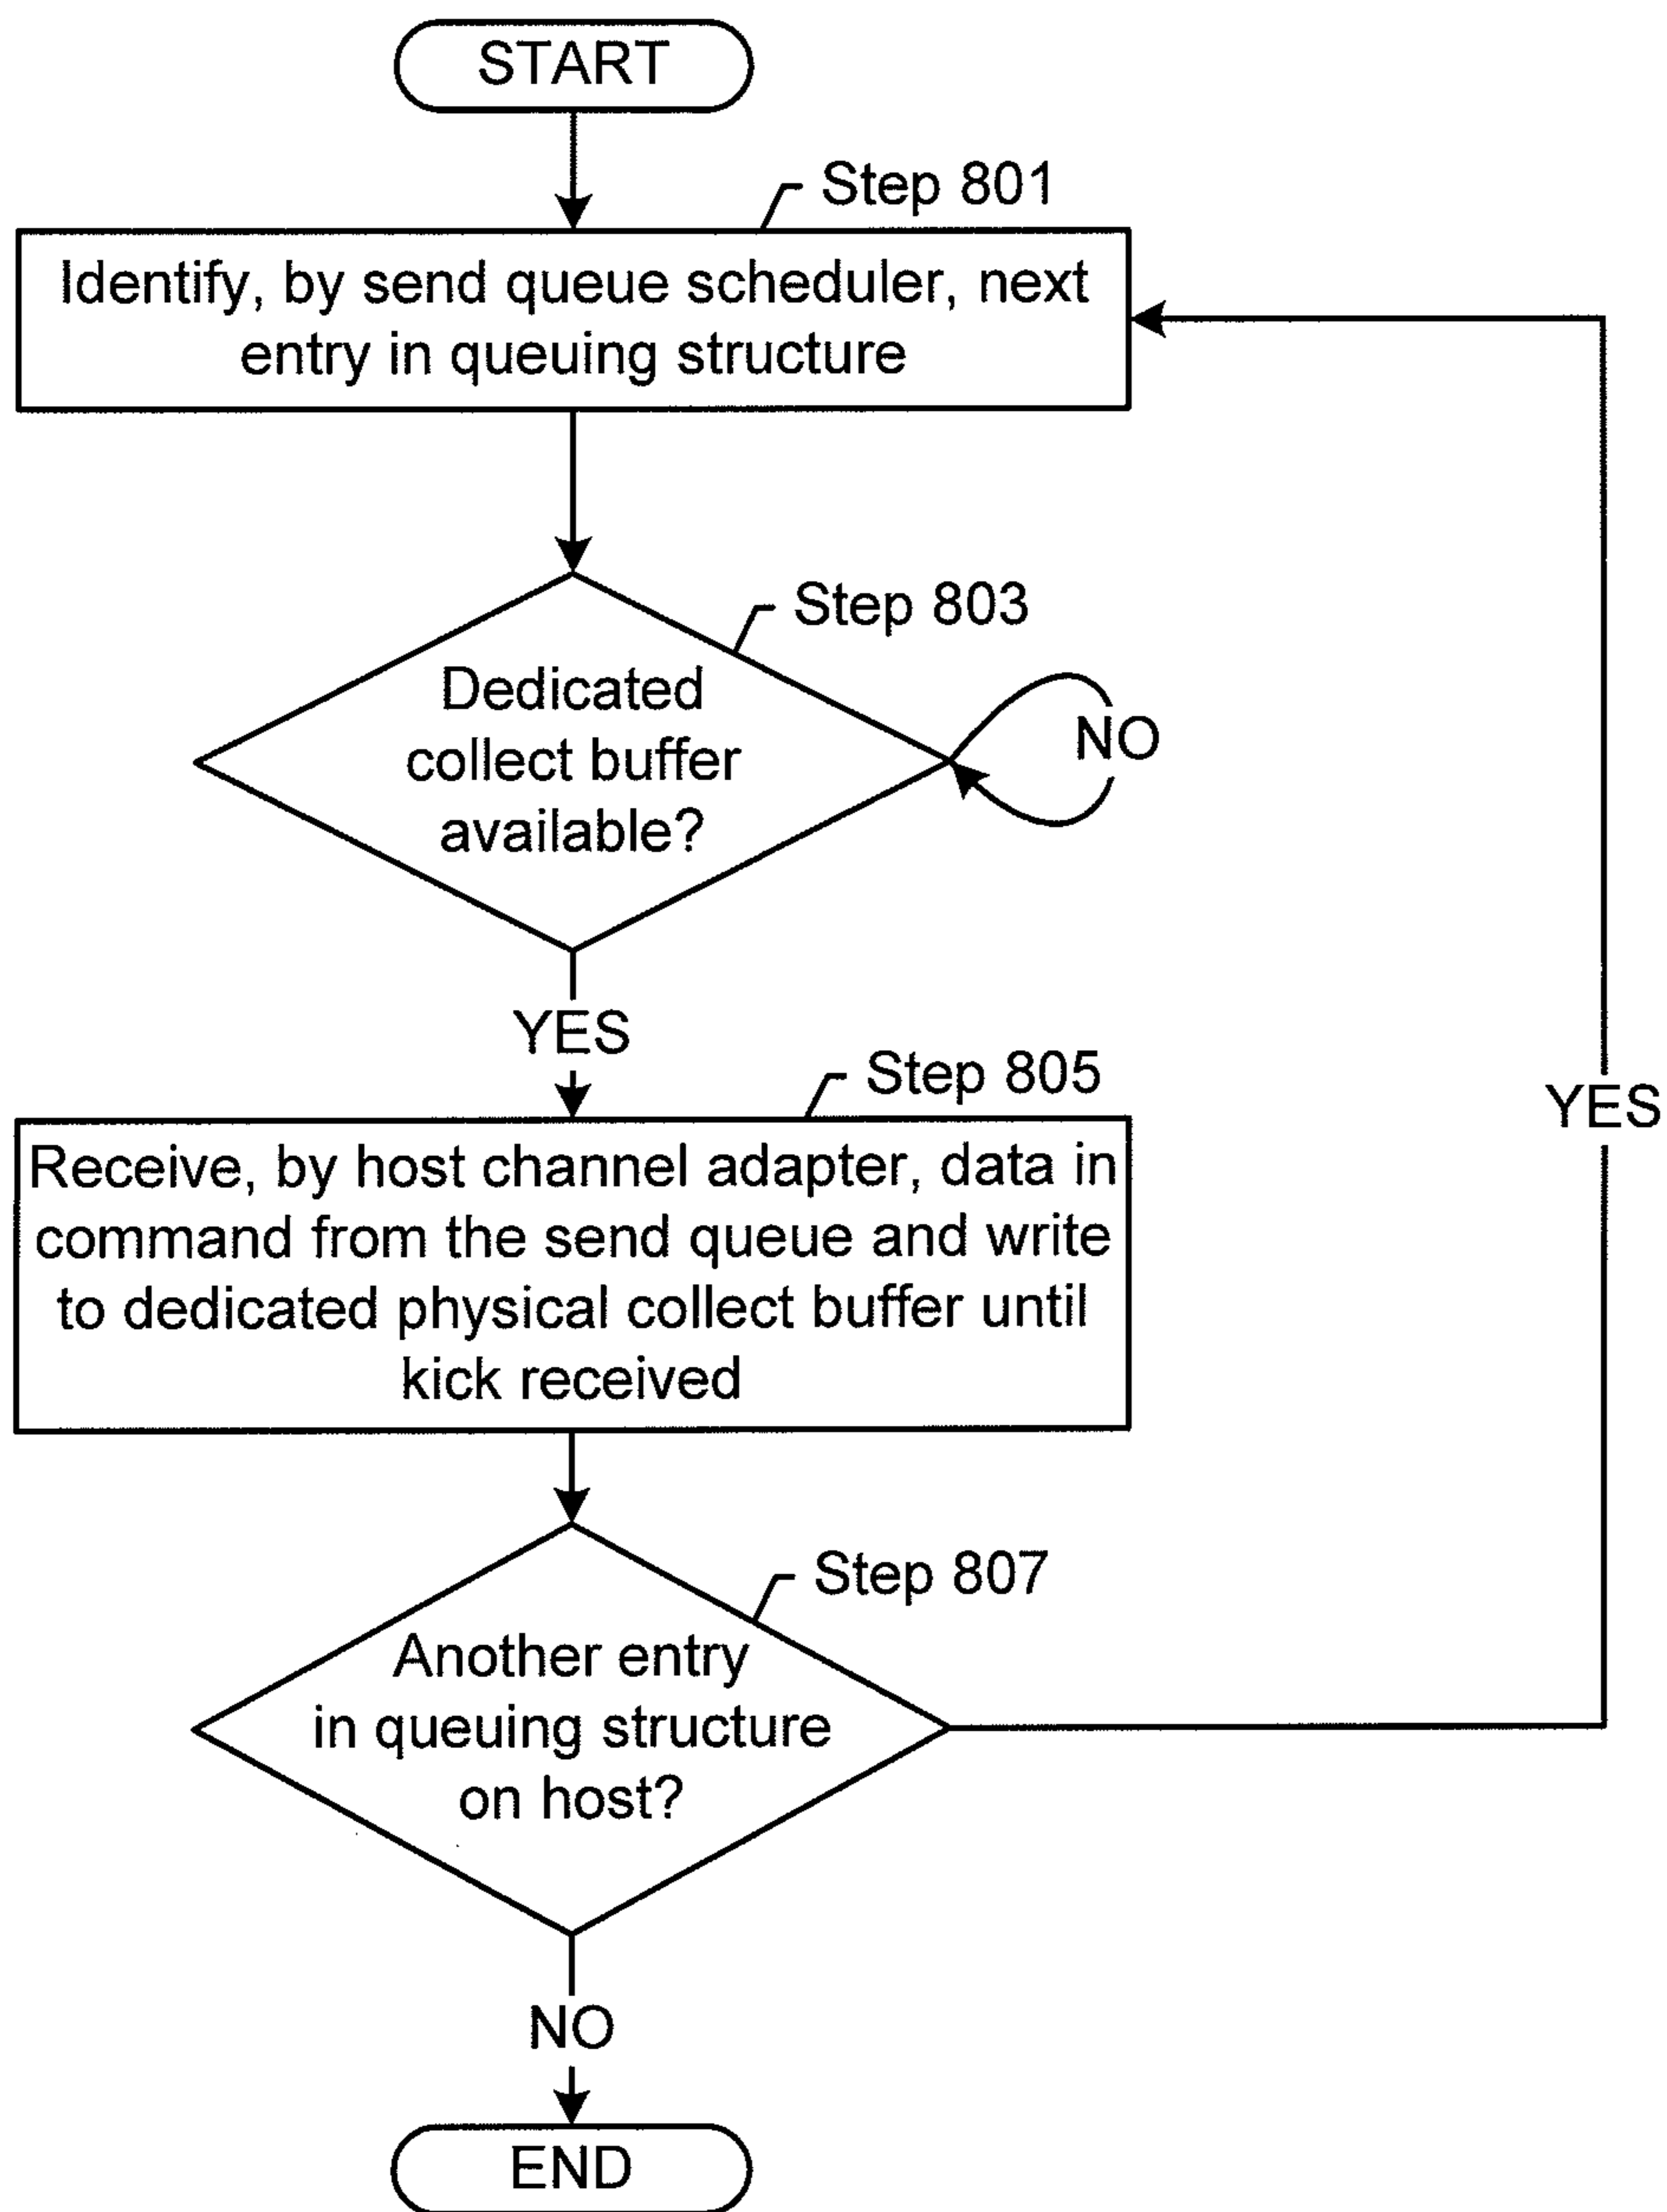 START
Step 801
Identify, by send queue scheduler, next
entry in queuing structure
Step 803
Dedicated
collect buffer
available?
NO
YES
Step 805
Receive, by host channel adapter, data in
command from the send queue and write
to dedicated physical collect buffer until
kick received
YES
Step 807
Another entry
in queuing structure
on host?
NO
END